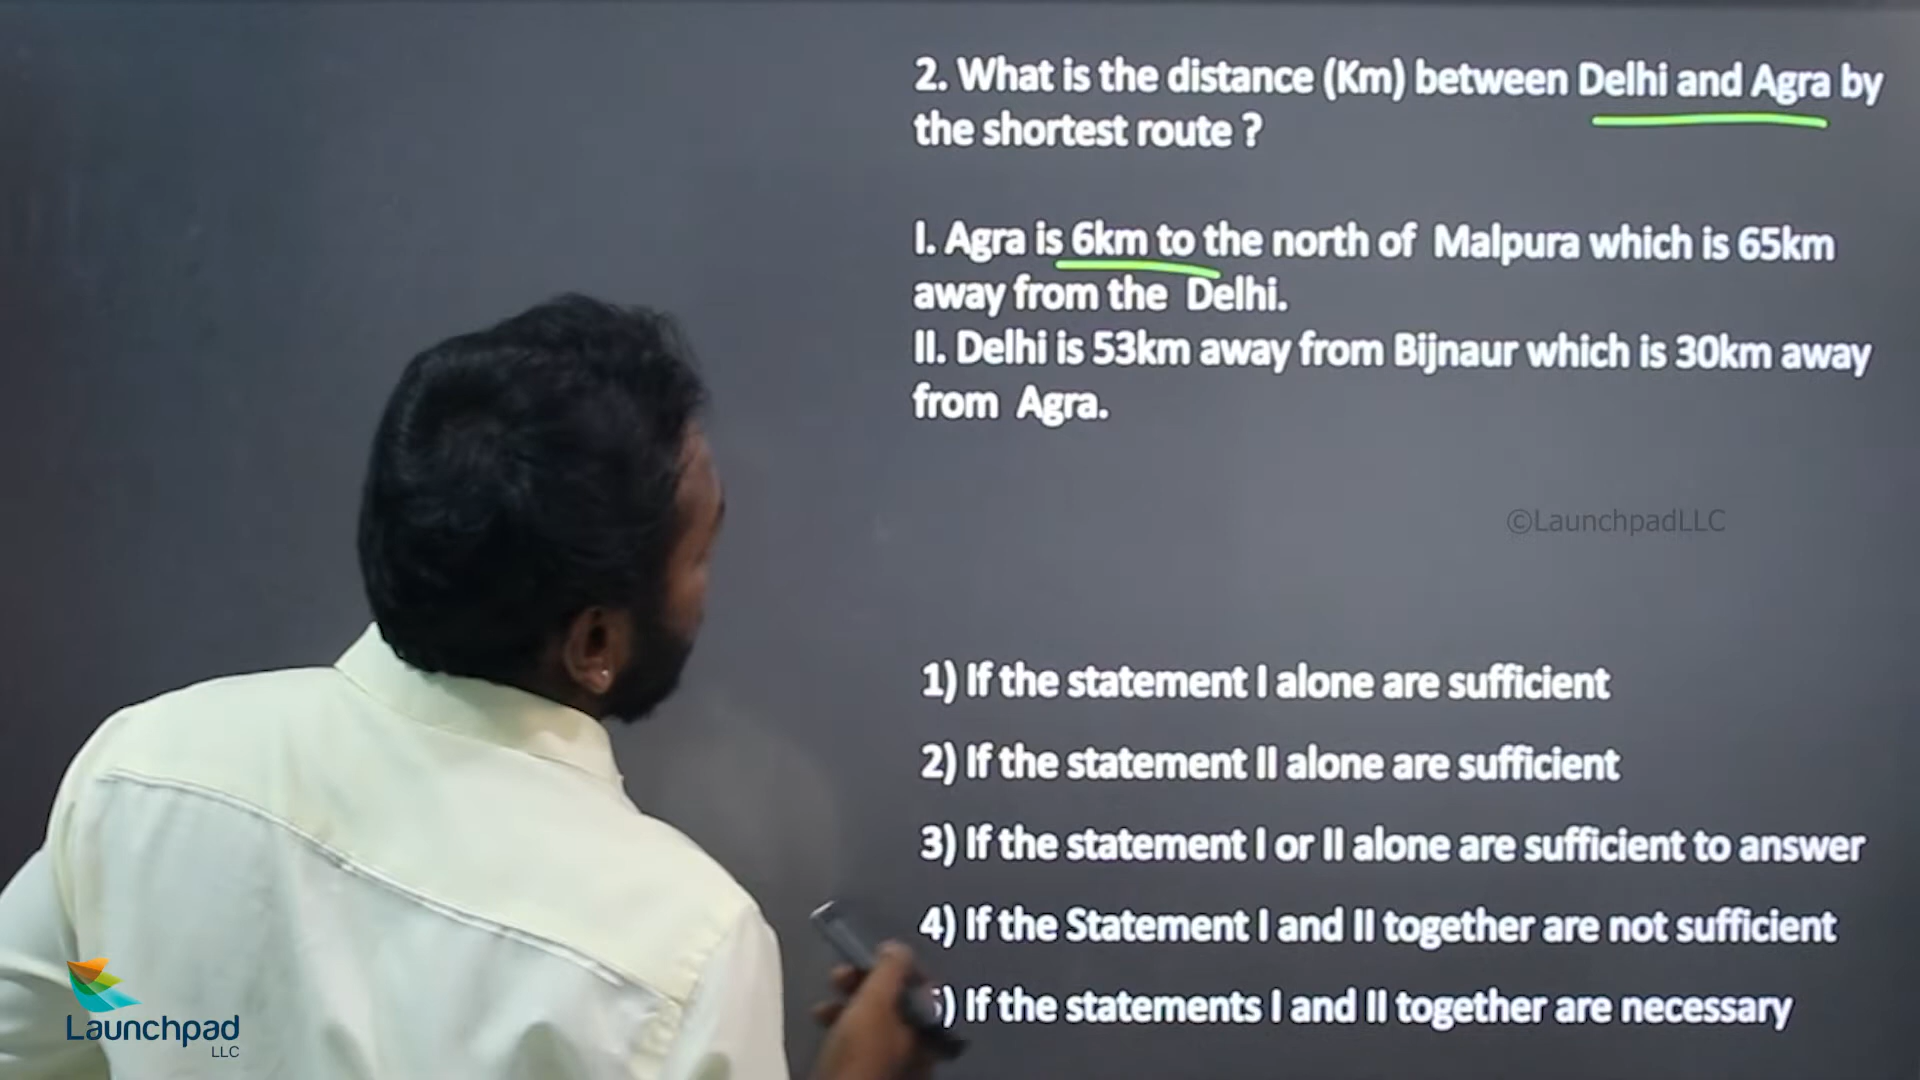 2. What is the distance (Km) between Delhi and Agra by
the shortest route ?
I. Agra is 6km to the north of Malpura which is 65km
away from the Delhi.
II. Delhi is 53km away from Bijnaur which is 30km away
from Agra.
©LaunchpadLLC
1) If the statement I alone are sufficient
2) If the statement II alone are sufficient
3) If the statement I or II alone are sufficient to answer
4) If the Statement I and II together are not sufficient
5) If the statements I and II together are necessary
Launchpad
LLC